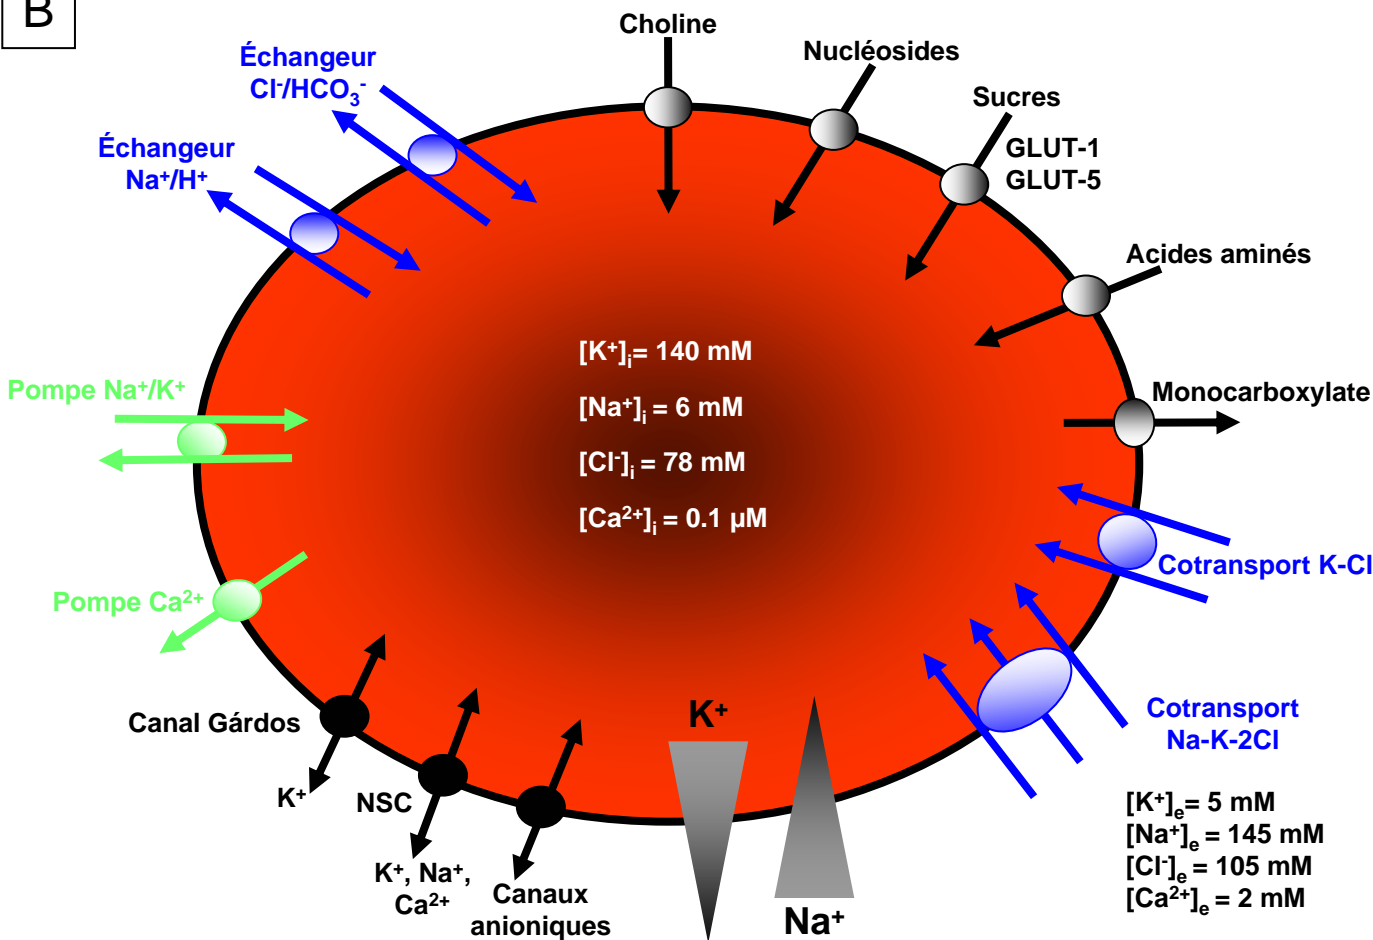 B
Choline
Nucléosides
Sucres
GLUT-1
GLUT-5
Échangeur
Cl⁻/HCO₃⁻
Échangeur
Na⁺/H⁺
Acides aminés
Monocarboxylate
Pompe Na⁺/K⁺
[K⁺]ᵢ= 140 mM
[Na⁺]ᵢ = 6 mM
[Cl⁻]ᵢ = 78 mM
[Ca²⁺]ᵢ = 0.1 µM
Cotransport K-Cl
Pompe Ca²⁺
Canal Gárdos
K⁺
NSC
K⁺, Na⁺,
Ca²⁺
Canaux
anioniques
K⁺
Na⁺
Cotransport
Na-K-2Cl
[K⁺]ₑ= 5 mM
[Na⁺]ₑ = 145 mM
[Cl⁻]ₑ = 105 mM
[Ca²⁺]ₑ = 2 mM